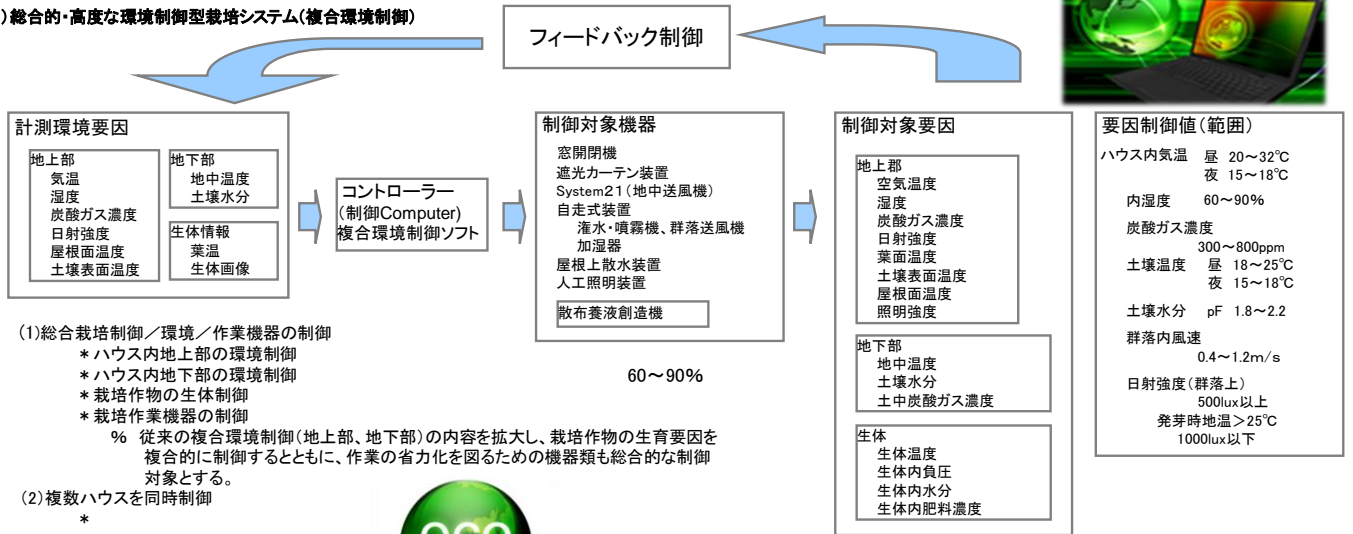 )総合的・高度な環境制御型栽培システム(複合環境制御)
フィードバック制御
計測環境要因
地上部
気温
湿度
炭酸ガス濃度
日射強度
屋根面温度
土壌表面温度
地下部
地中温度
土壌水分
生体情報
葉温
生体画像
コントローラー
(制御Computer)
複合環境制御ソフト
制御対象機器
窓開閉機
遮光カーテン装置
System21(地中送風機)
自走式装置
灌水・噴霧機、群落送風機
加湿器
屋根上散水装置
人工照明装置
散布養液創造機
制御対象要因
地上郡
空気温度
湿度
炭酸ガス濃度
日射強度
葉面温度
土壌表面温度
屋根面温度
照明強度
地下部
地中温度
土壌水分
土中炭酸ガス濃度
生体
生体温度
生体内負圧
生体内水分
生体内肥料濃度
要因制御値(範囲)
ハウス内気温 昼 20~32℃
夜 15~18℃
内湿度 60~90%
炭酸ガス濃度
300~800ppm
土壌温度 昼 18~25℃
夜 15~18℃
土壌水分 pF 1.8~2.2
群落内風速
0.4~1.2m/s
日射強度(群落上)
500lux以上
発芽時地温>25℃
1000lux以下
(1)総合栽培制御/環境/作業機器の制御
*ハウス内地上部の環境制御
*ハウス内地下部の環境制御
*栽培作物の生体制御
*栽培作業機器の制御
% 従来の複合環境制御(地上部、地下部)の内容を拡大し、栽培作物の生育要因を
複合的に制御するとともに、作業の省力化を図るための機器類も総合的な制御
対象とする。
(2)複数ハウスを同時制御
*
60~90%
eco